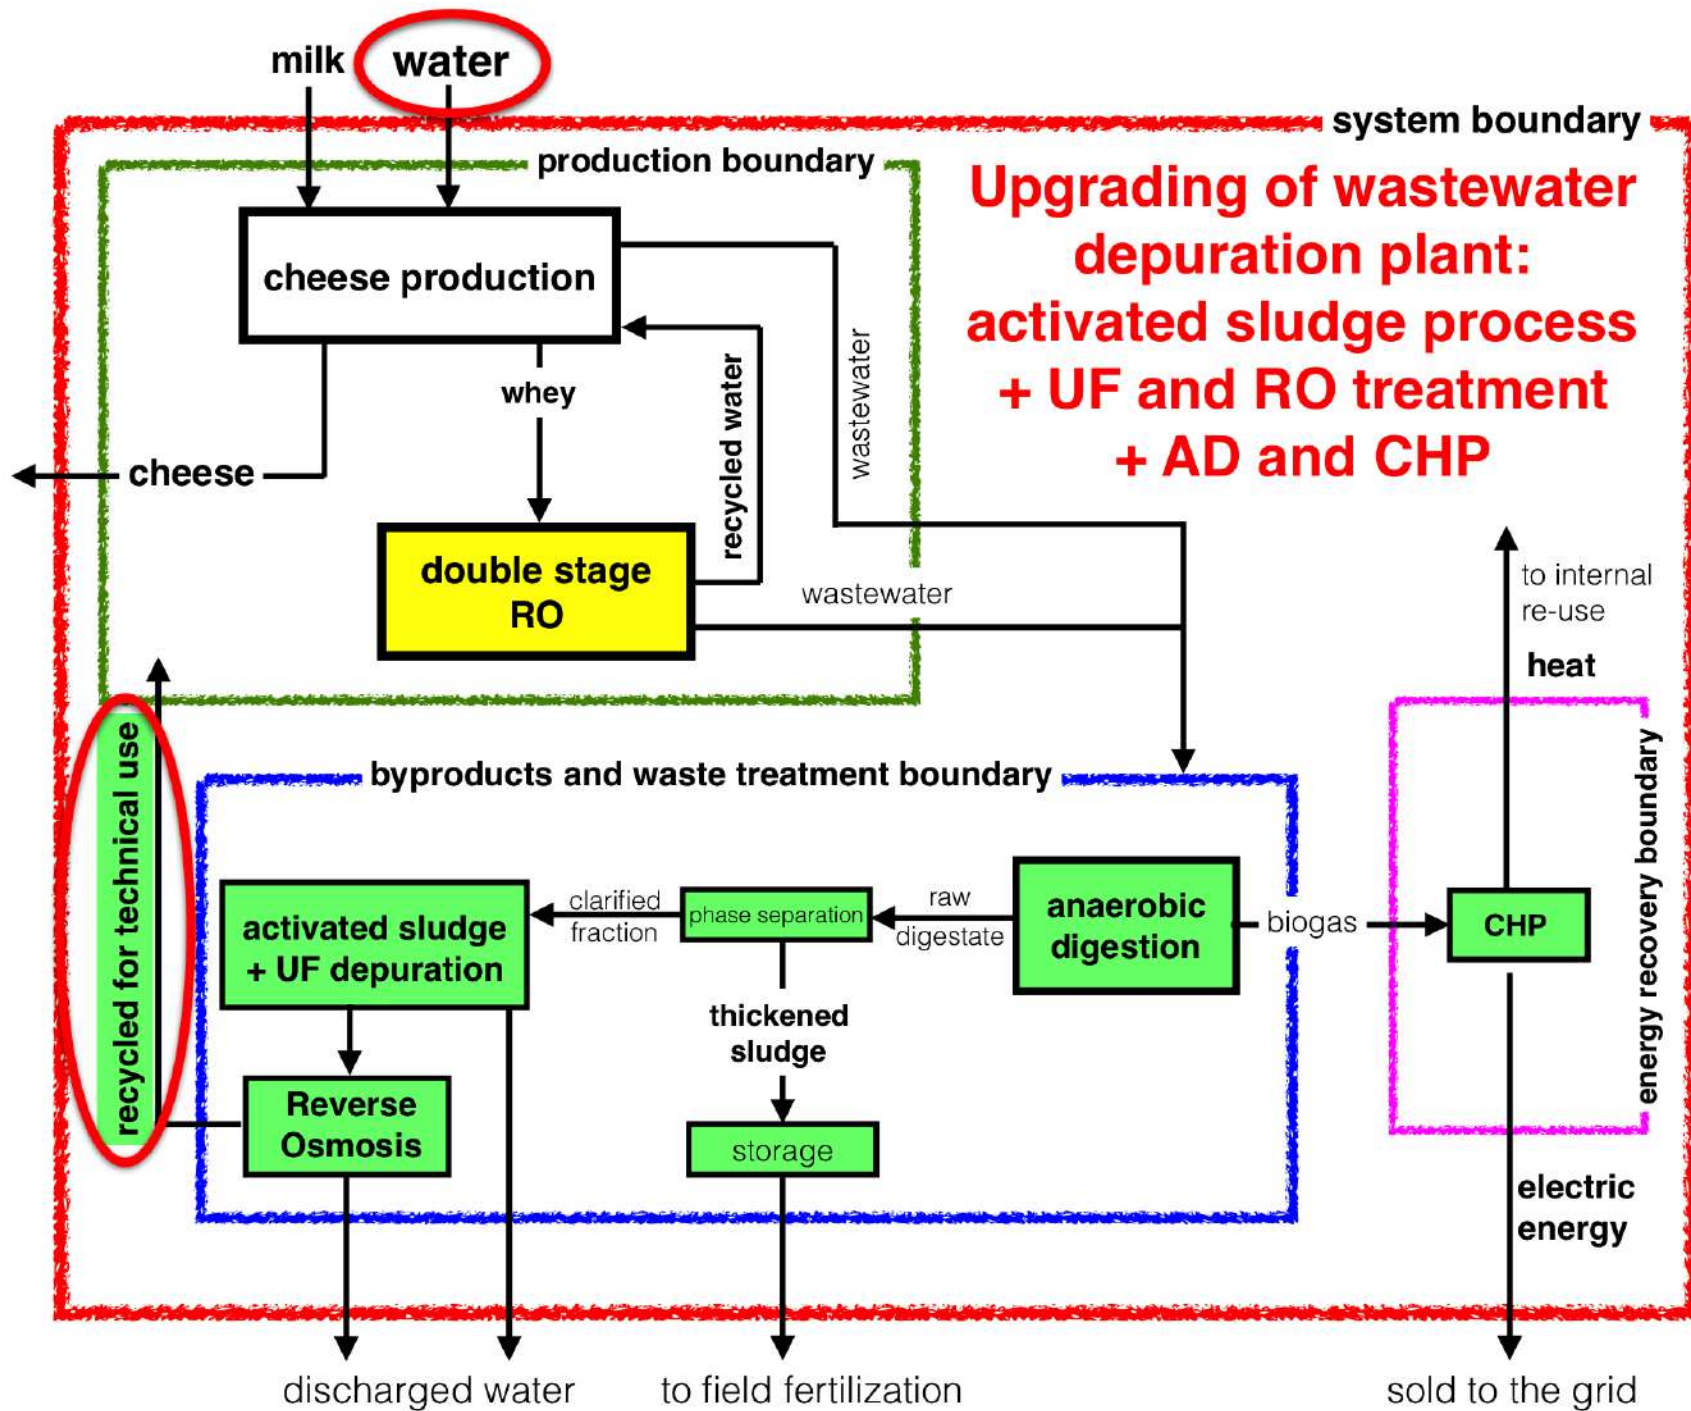 milk
water
system boundary
production boundary
Upgrading of wastewater
depuration plant:
activated sludge process
+ UF and RO treatment
+ AD and CHP
cheese production
whey
recycled water
wastewater
cheese
double stage
RO
wastewater
to internal
re-use
heat
recycled for technical use
byproducts and waste treatment boundary
energy recovery boundary
activated sludge
+ UF depuration
clarified
fraction
phase separation
raw
digestate
anaerobic
digestion
biogas
CHP
thickened
sludge
Reverse
Osmosis
storage
electric
energy
discharged water
to field fertilization
sold to the grid